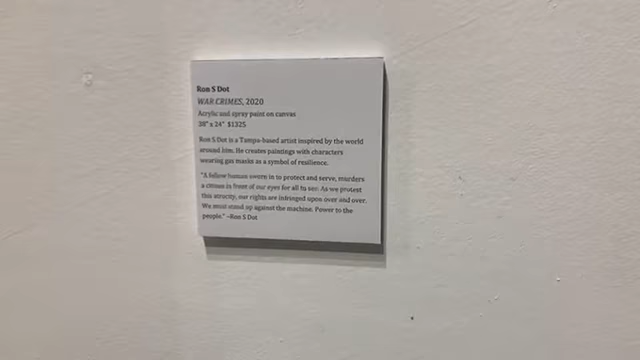 Ron S Dot
WAR CRIMES, 2020
Acrylic and spray paint on canvas
38" x 24" $1325
Ron S Dot is a Tampa-based artist inspired by the world
around him. He creates paintings with characters
wearing gas masks as a symbol of resilience.
"A fellow human sworn in to protect and serve, murders
a citizen in front of our eyes for all to see. As we protest
this atrocity, our rights are infringed upon over and over.
We must stand up against the machine. Power to the
people." –Ron S Dot